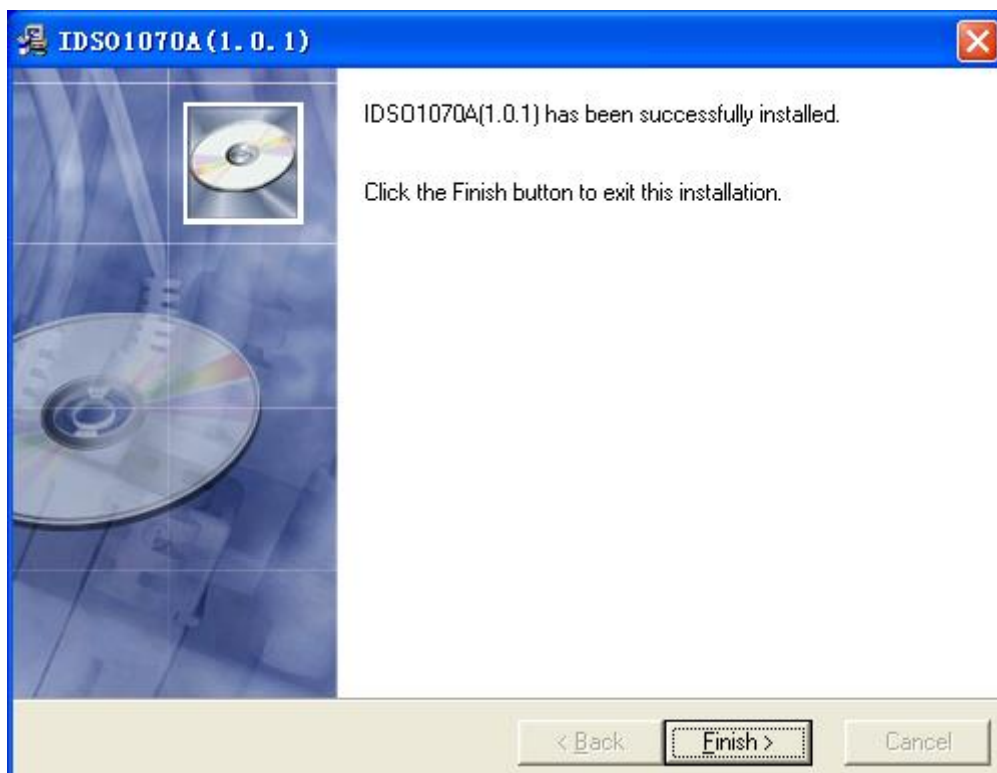 IDSO1070A(1.0.1)
IDSO1070A(1.0.1) has been successfully installed.
Click the Finish button to exit this installation.
< Back
Finish >
Cancel